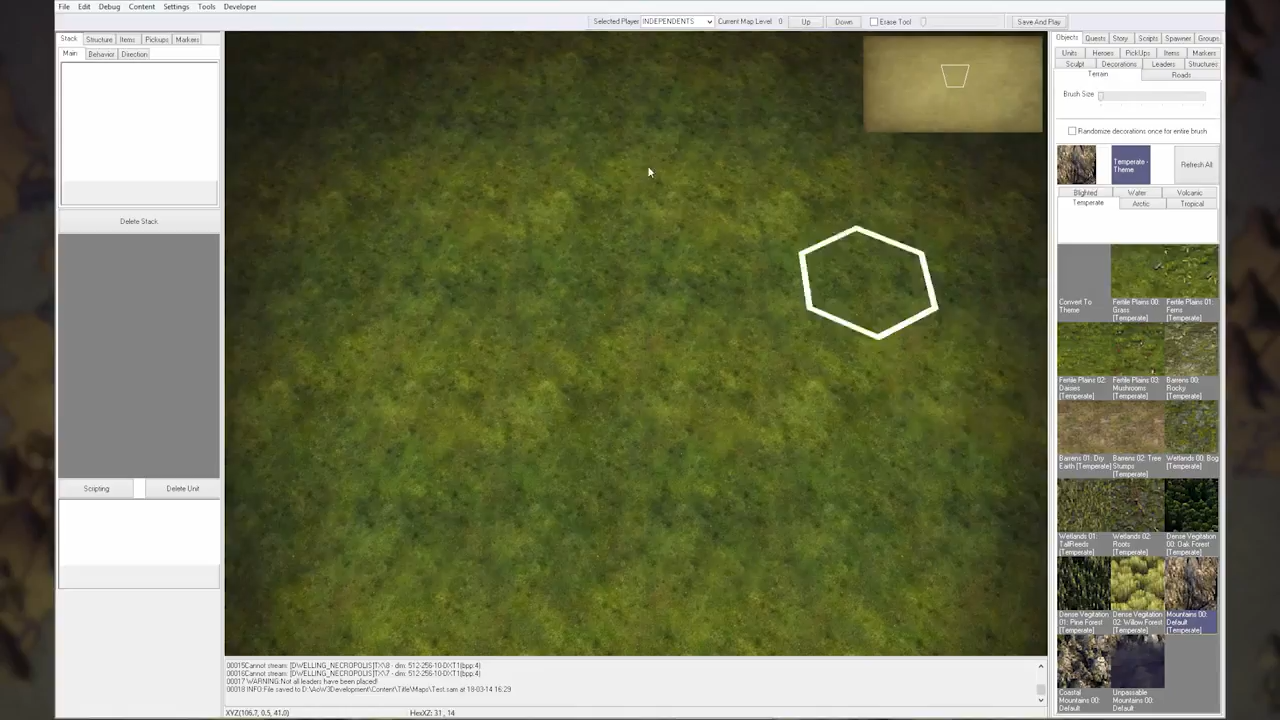 File Edit Debug Content Settings Tools Developer
Selected Player INDEPENDENTS Current Map Level 0 Up Down Erase Tool Save And Play
Stack Structure Items Pickups Markers
Main Behavior Direction
Delete Stack
Scripting Delete Unit
Objects Quests Story Scripts Spawner Groups
Units Heroes PickUps Items Markers
Sculpt Decorations Leaders Structures
Terrain Roads
Brush Size
Randomize decorations once for entire brush
Temperate - Theme
Refresh All
Blighted Water Volcanic
Temperate Arctic Tropical
Convert To Theme
Fertile Plains 00: Grass [Temperate]
Fertile Plains 01: Ferns [Temperate]
Fertile Plains 02: Daisies [Temperate]
Fertile Plains 03: Mushrooms [Temperate]
Barrens 00: Rocky [Temperate]
Barrens 01: Dry Earth [Temperate]
Barrens 02: Tree Stumps [Temperate]
Wetlands 00: Bog [Temperate]
Wetlands 01: TallReeds [Temperate]
Wetlands 02: Roots [Temperate]
Dense Vegetation 00: Oak Forest [Temperate]
Dense Vegetation 01: Pine Forest [Temperate]
Dense Vegetation 02: Willow Forest [Temperate]
Mountains 00: Default [Temperate]
Coastal Mountains 00: Default
Unpassable Mountains 00: Default
00015Cannot stream: [DWELLING_NECROPOLIS]TX\8 - dim: 512-256-10-DXT1(bpp:4)
00016Cannot stream: [DWELLING_NECROPOLIS]TX\7 - dim: 512-256-10-DXT1(bpp:4)
00017 WARNING:Not all leaders have been placed!
00018 INFO:File saved to D:\AoW3Development\Content\Title\Maps\Test.sam at 18-03-14 16:29
XYZ(106.7, 0.5, 41.0) HexXZ: 31, 14